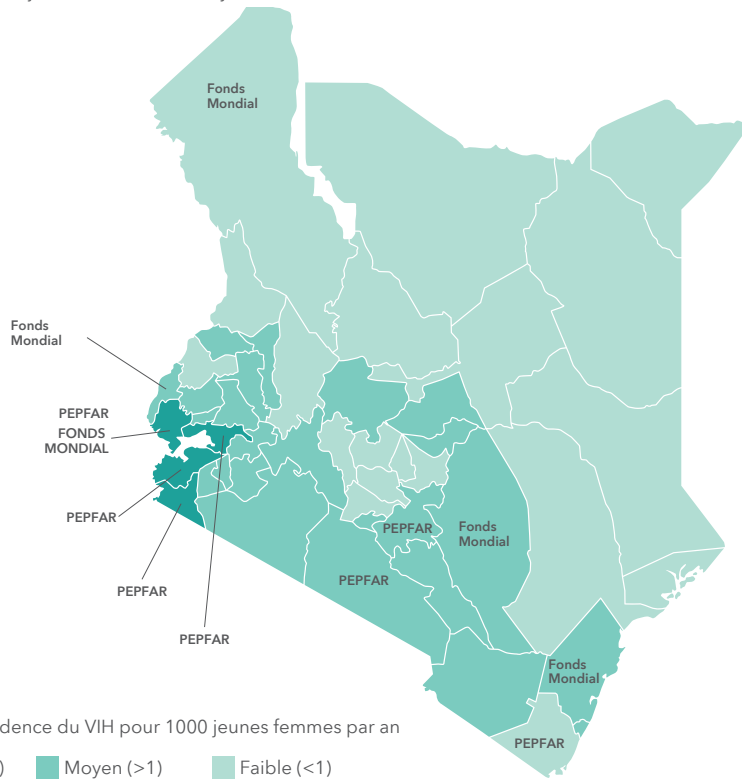 Fonds
Mondial
Fonds
Mondial
PEPFAR
FONDS
MONDIAL
PEPFAR
PEPFAR
PEPFAR
PEPFAR
PEPFAR
Fonds
Mondial
Fonds
Mondial
PEPFAR
dence du VIH pour 1000 jeunes femmes par an
) Moyen (>1) Faible (<1)